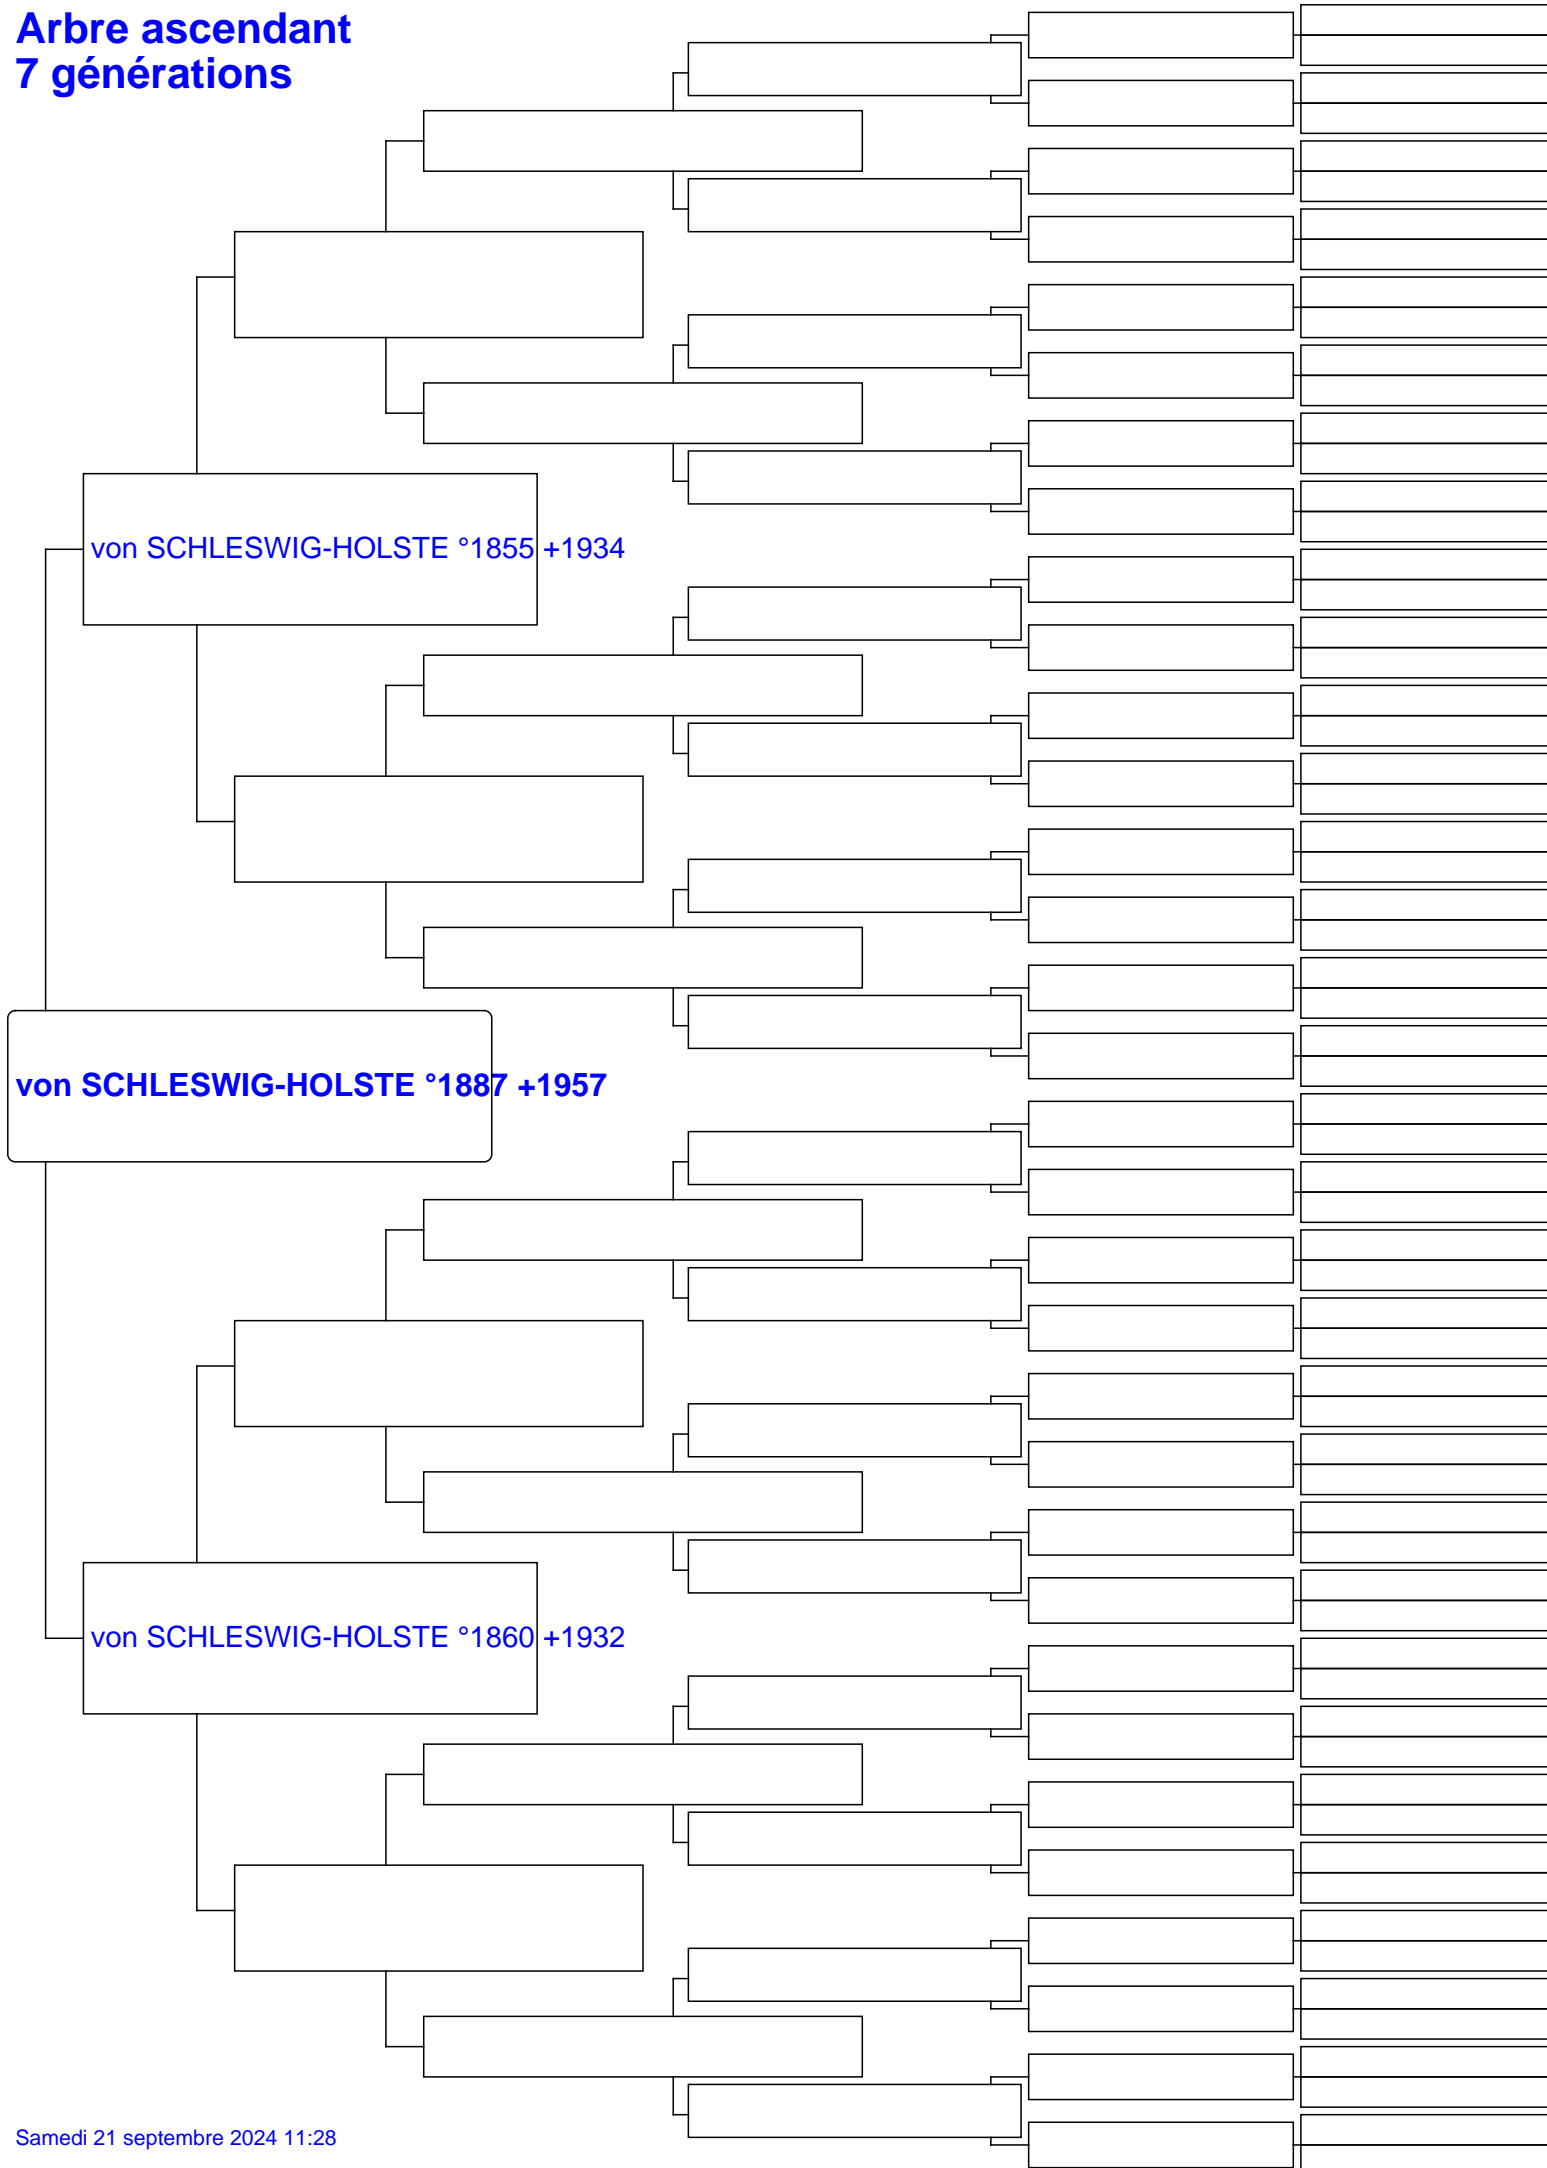 Arbre ascendant
7 générations
von SCHLESWIG-HOLSTE °1855 +1934
von SCHLESWIG-HOLSTE °1887 +1957
von SCHLESWIG-HOLSTE °1860 +1932
Samedi 21 septembre 2024 11:28